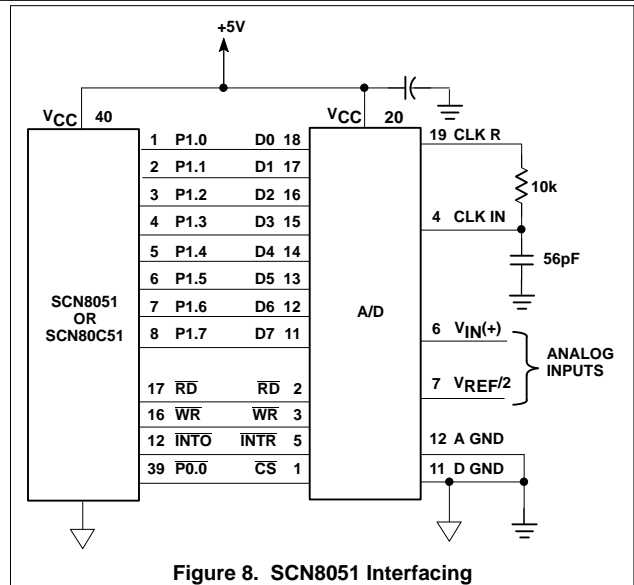 +5V
VCC 40
VCC 20
1 P1.0 D0 18
2 P1.1 D1 17
3 P1.2 D2 16
4 P1.3 D3 15
5 P1.4 D4 14
6 P1.5 D5 13
7 P1.6 D6 12
8 P1.7 D7 11
17 RD RD 2
16 WR WR 3
12 INTO INTR 5
39 P0.0 CS 1
SCN8051
OR
SCN80C51
A/D
19 CLK R
10k
4 CLK IN
56pF
6 VIN(+)
7 VREF/2
ANALOG
INPUTS
12 A GND
11 D GND
Figure 8. SCN8051 Interfacing